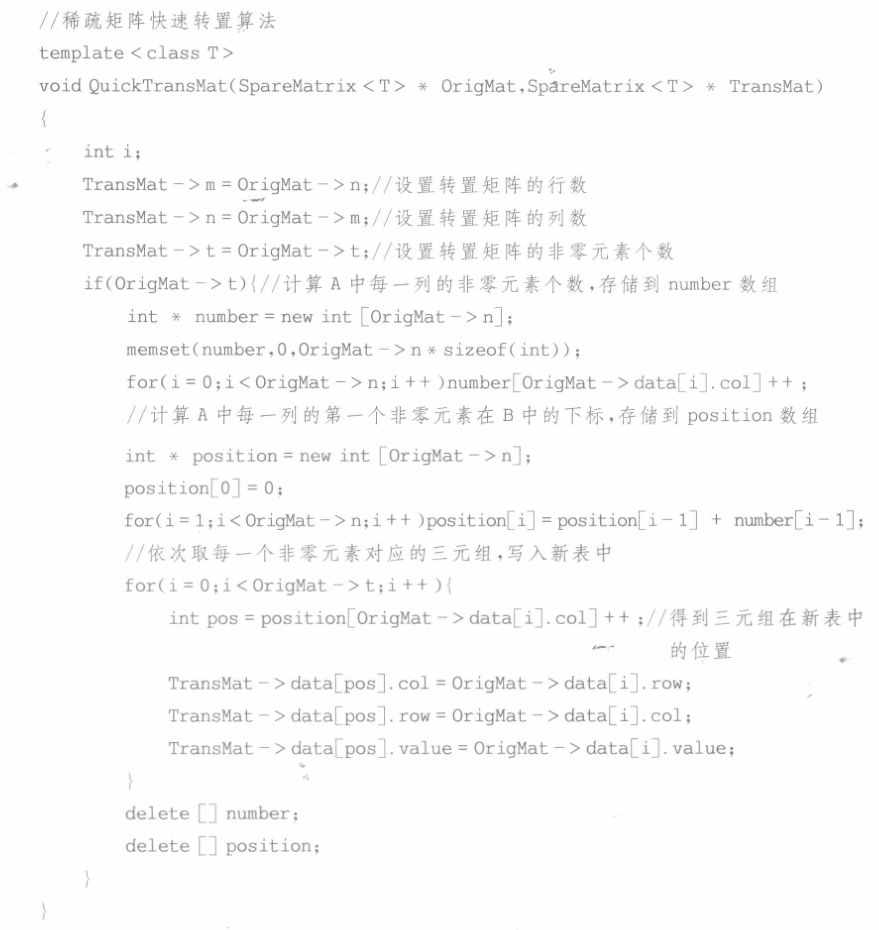 //稀疏矩阵快速转置算法
template<class T>
void QuickTransMat(SpareMatrix<T> * OrigMat,SpareMatrix<T> * TransMat)
{
int i;
TransMat->m=OrigMat->n;//设置转置矩阵的行数
TransMat->n=OrigMat->m;//设置转置矩阵的列数
TransMat->t=OrigMat->t;//设置转置矩阵的非零元素个数
if(OrigMat->t){//计算 A 中每一列的非零元素个数,存储到 number 数组
int * number=new int [OrigMat->n];
memset(number,0,OrigMat->n*sizeof(int));
for(i=0;i<OrigMat->n;i++)number[OrigMat->data[i].col]++;
//计算 A 中每一列的第一个非零元素在 B 中的下标,存储到 position 数组
int * position=new int [OrigMat->n];
position[0]=0;
for(i=1;i<OrigMat->n;i++)position[i]=position[i-1] + number[i-1];
//依次取每一个非零元素对应的三元组,写入新表中
for(i=0;i<OrigMat->t;i++){
int pos=position[OrigMat->data[i].col]++;//得到三元组在新表中
的位置
TransMat->data[pos].col=OrigMat->data[i].row;
TransMat->data[pos].row=OrigMat->data[i].col;
TransMat->data[pos].value=OrigMat->data[i].value;
}
delete [] number;
delete [] position;
}
}